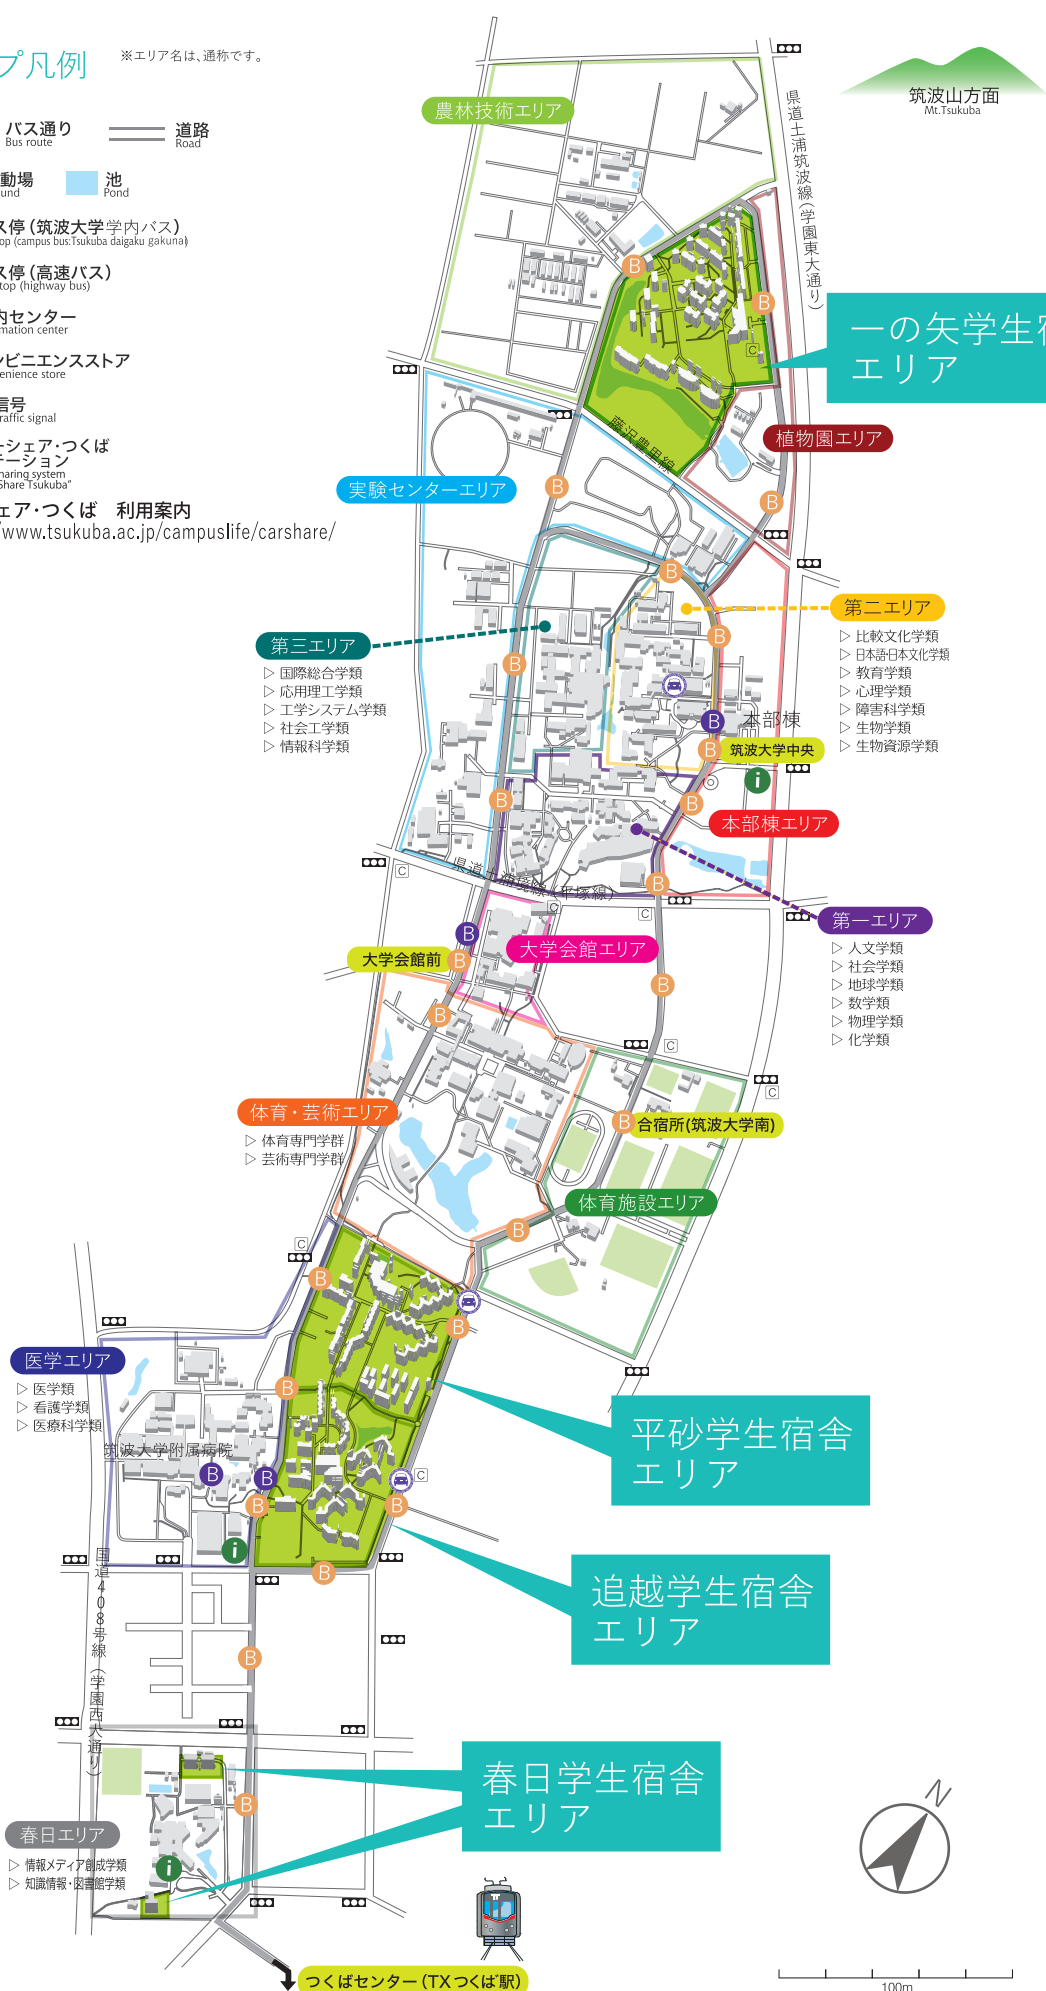 プ凡例
※エリア名は、通称です。
バス通り
Bus route
道路
Road
動場
und
池
Pond
ス停(筑波大学学内バス)
op (campus bus:Tsukuba daigaku gakunai)
ス停(高速バス)
top (highway bus)
内センター
rmation center
ンビニエンスストア
enience store
信号
raffic signal
ーシェア・つくば
テーション
haring system
Share Tsukuba"
ェア・つくば 利用案内
/www.tsukuba.ac.jp/campuslife/carshare/
筑波山方面
Mt.Tsukuba
農林技術エリア
県道土浦筑波線(学園東大通り)
一の矢学生宿
エリア
植物園エリア
藤沢豊里線
実験センターエリア
第二エリア
▷ 比較文化学類
▷ 日本語・日本文化学類
▷ 教育学類
▷ 心理学類
▷ 障害科学類
▷ 生物学類
▷ 生物資源学類
第三エリア
▷ 国際総合学類
▷ 応用理工学類
▷ 工学システム学類
▷ 社会工学類
▷ 情報科学類
本部棟
筑波大学中央
本部棟エリア
県道土浦境線(平塚線)
第一エリア
▷ 人文学類
▷ 社会学類
▷ 地球学類
▷ 数学類
▷ 物理学類
▷ 化学類
大学会館エリア
大学会館前
体育・芸術エリア
▷ 体育専門学群
▷ 芸術専門学群
合宿所(筑波大学南)
体育施設エリア
医学エリア
▷ 医学類
▷ 看護学類
▷ 医療科学類
筑波大学附属病院
平砂学生宿舎
エリア
追越学生宿舎
エリア
国道408号線(学園西大通り)
春日学生宿舎
エリア
春日エリア
▷ 情報メディア創成学類
▷ 知識情報・図書館学類
つくばセンター(TXつくば駅)
N
100m